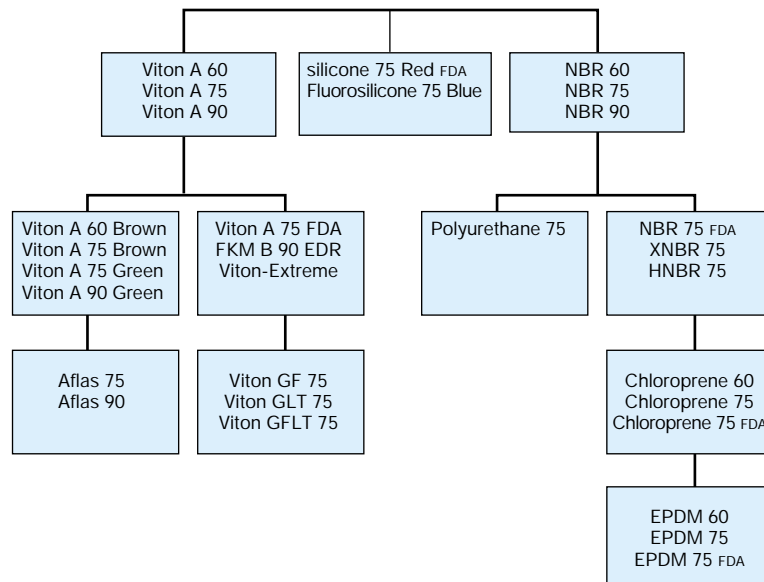 Viton A 60
Viton A 75
Viton A 90
silicone 75 Red FDA
Fluorosilicone 75 Blue
NBR 60
NBR 75
NBR 90
Viton A 60 Brown
Viton A 75 Brown
Viton A 75 Green
Viton A 90 Green
Viton A 75 FDA
FKM B 90 EDR
Viton-Extreme
Polyurethane 75
NBR 75 FDA
XNBR 75
HNBR 75
Aflas 75
Aflas 90
Viton GF 75
Viton GLT 75
Viton GFLT 75
Chloroprene 60
Chloroprene 75
Chloroprene 75 FDA
EPDM 60
EPDM 75
EPDM 75 FDA